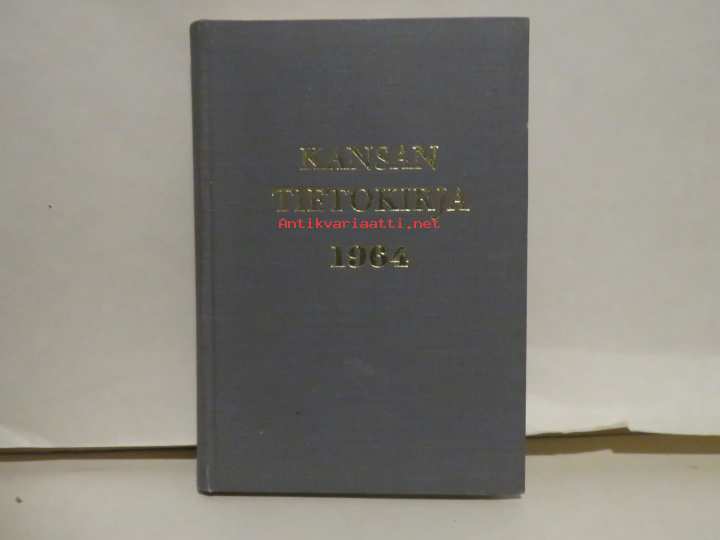 KANSAN
TIETOKIRJA
Antikvariaatti.net
1964